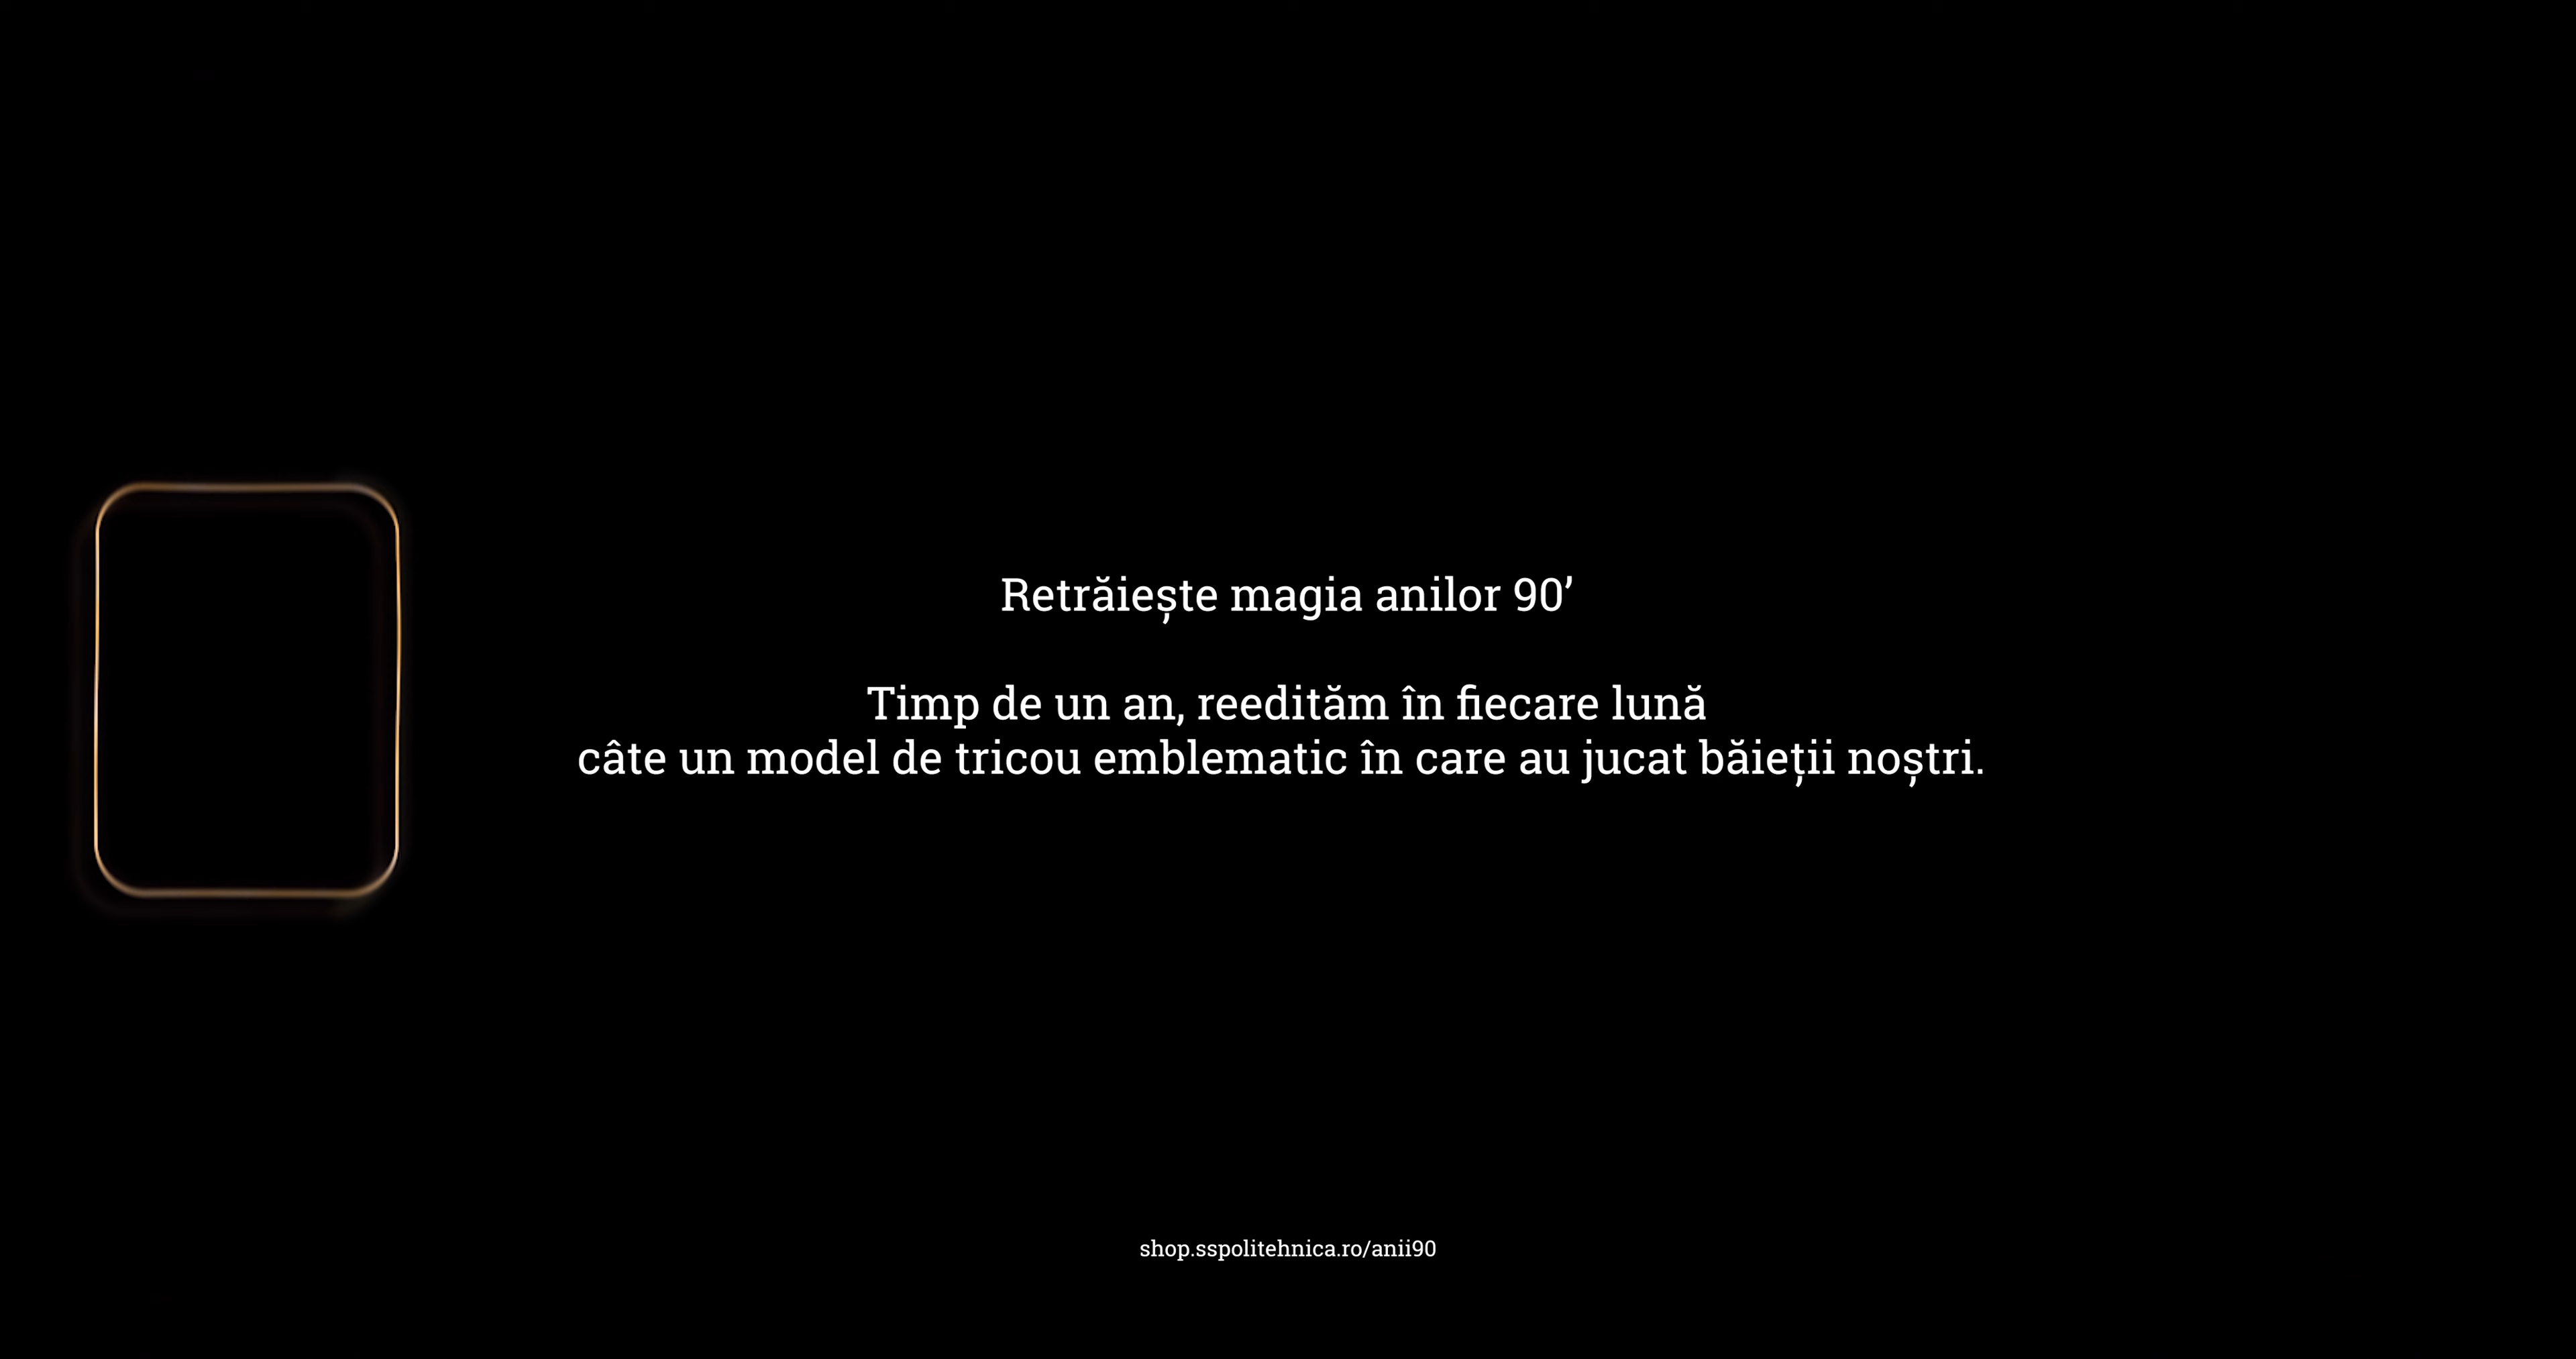 Retrăiește magia anilor 90’
Timp de un an, reedităm în fiecare lună
câte un model de tricou emblematic în care au jucat băieții noștri.
shop.sspolitehnica.ro/anii90